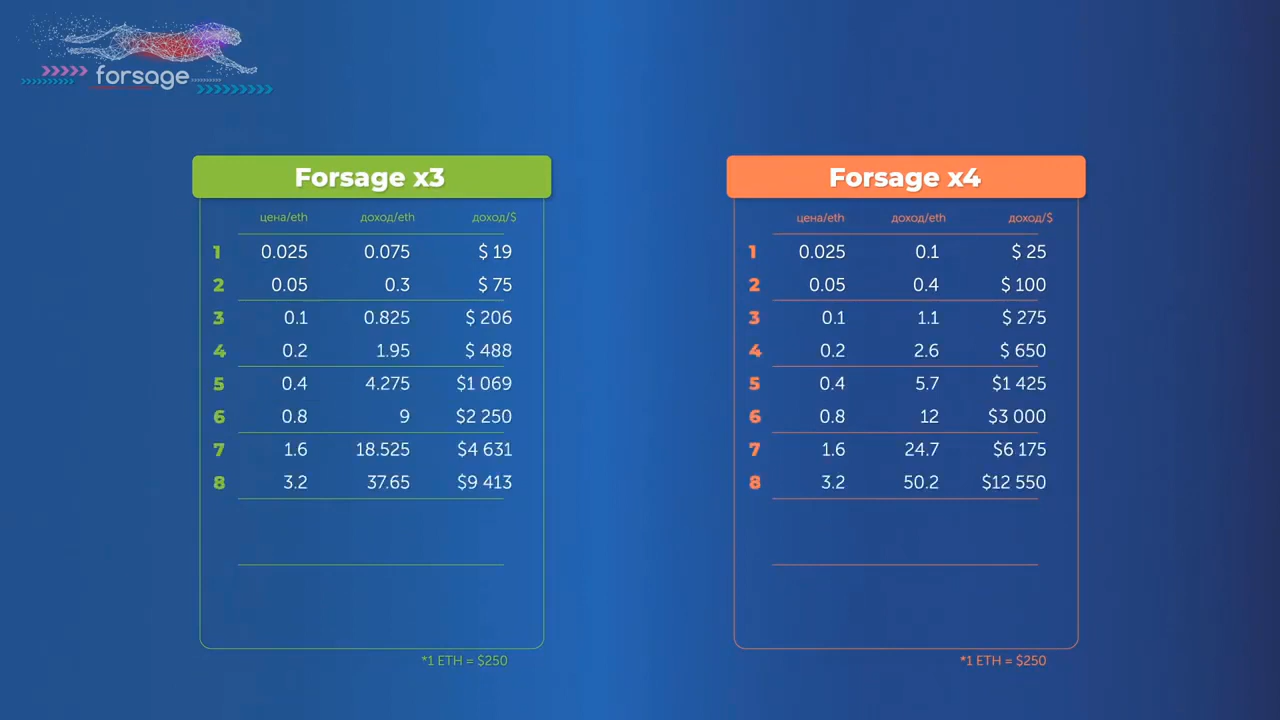 forsage
Forsage x3
цена/eth доход/eth доход/$
1 0.025 0.075 $ 19
2 0.05 0.3 $ 75
3 0.1 0.825 $ 206
4 0.2 1.95 $ 488
5 0.4 4.275 $1 069
6 0.8 9 $2 250
7 1.6 18.525 $4 631
8 3.2 37.65 $9 413
*1 ETH = $250
Forsage x4
цена/eth доход/eth доход/$
1 0.025 0.1 $ 25
2 0.05 0.4 $ 100
3 0.1 1.1 $ 275
4 0.2 2.6 $ 650
5 0.4 5.7 $1 425
6 0.8 12 $3 000
7 1.6 24.7 $6 175
8 3.2 50.2 $12 550
*1 ETH = $250